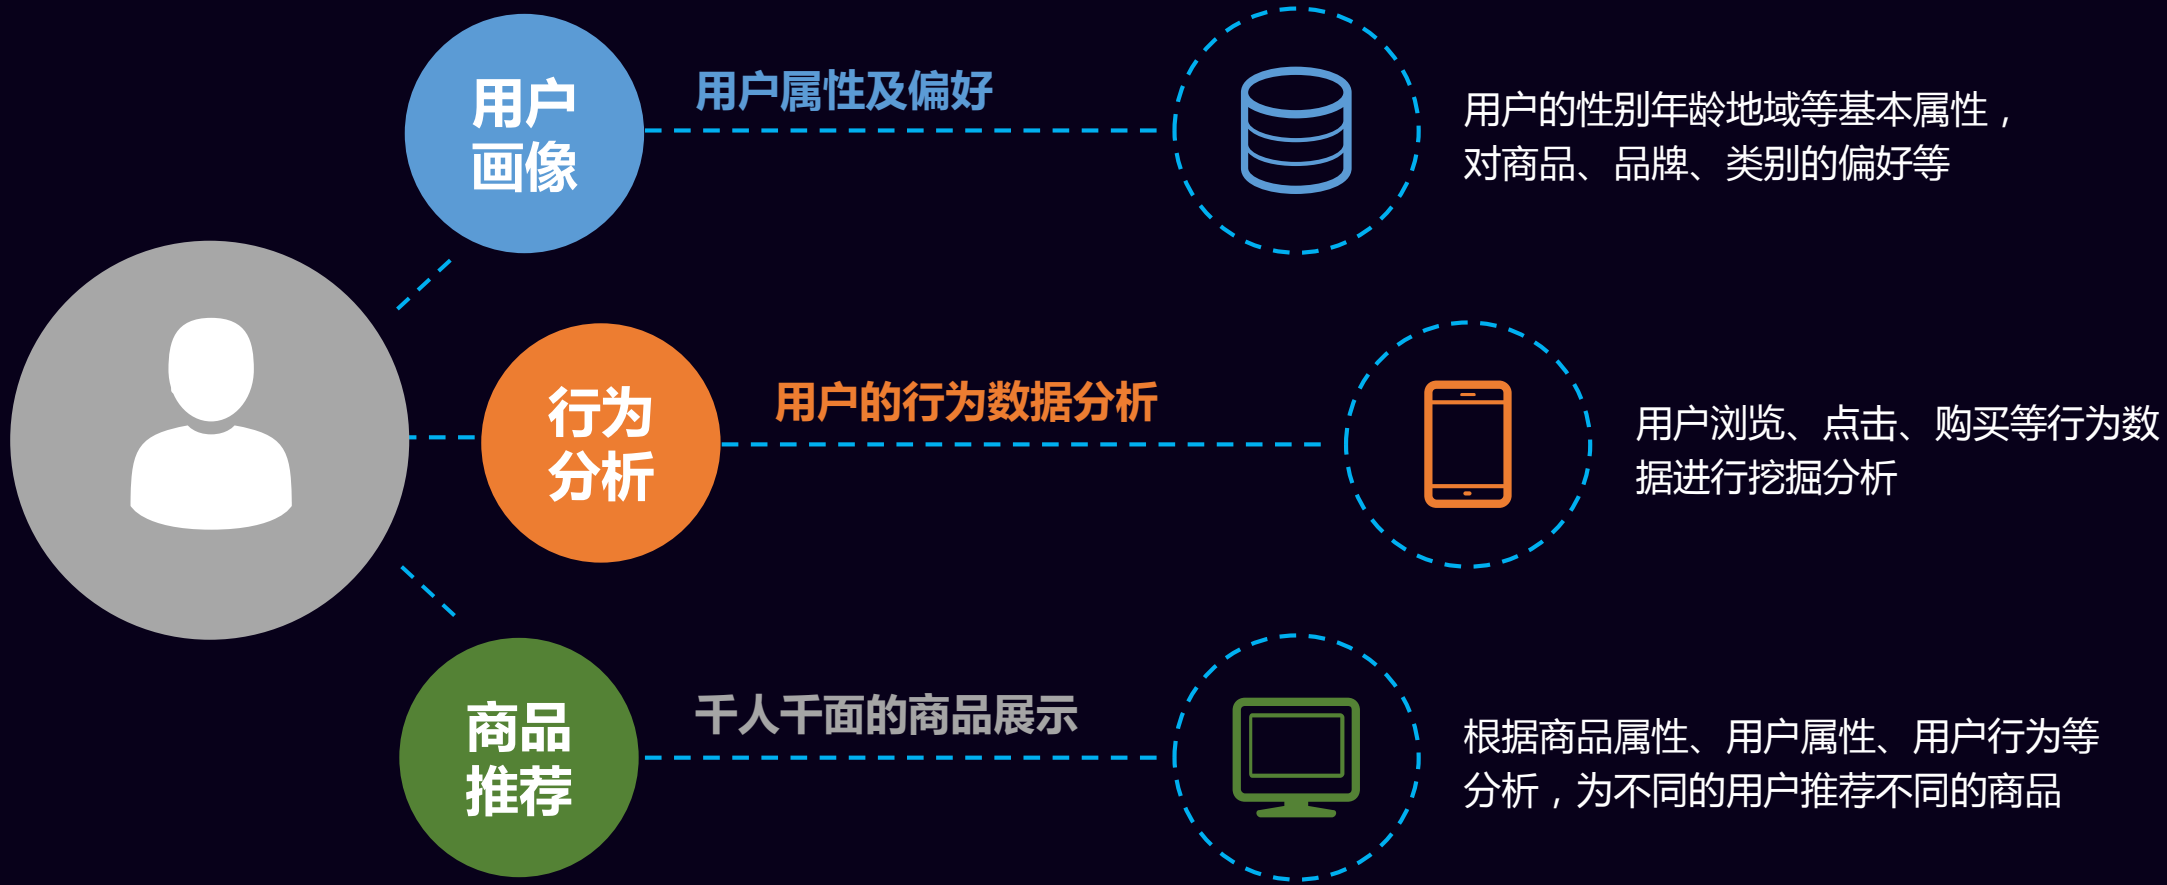 用户
画像
用户属性及偏好
用户的性别年龄地域等基本属性，
对商品、品牌、类别的偏好等
行为
分析
用户的行为数据分析
用户浏览、点击、购买等行为数
据进行挖掘分析
商品
推荐
千人千面的商品展示
根据商品属性、用户属性、用户行为等
分析，为不同的用户推荐不同的商品